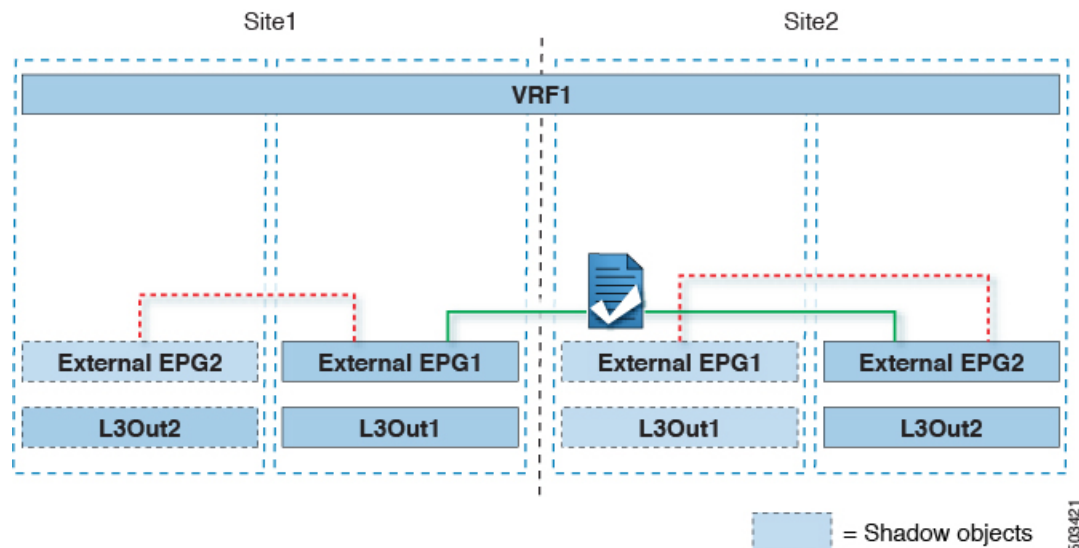 Site1
Site2
VRF1
External EPG2
External EPG1
External EPG1
External EPG2
L3Out2
L3Out1
L3Out1
L3Out2
= Shadow objects
503421